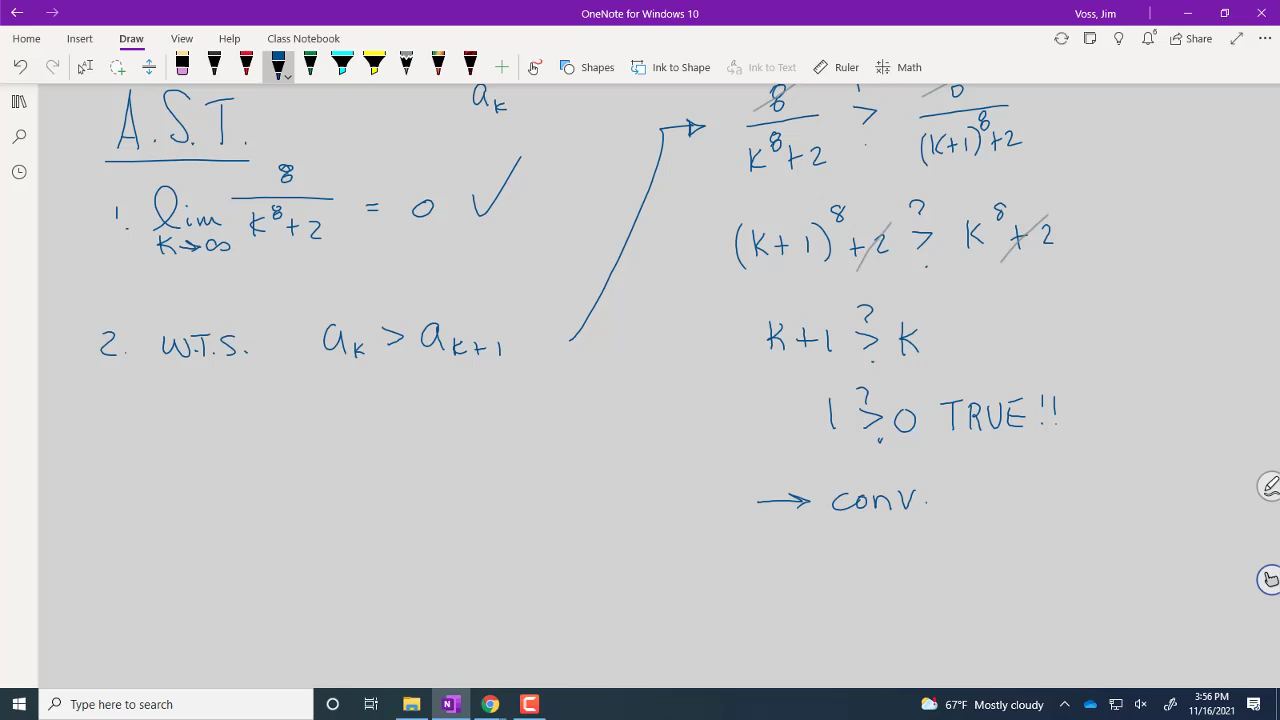 OneNote for Windows 10
Voss, Jim
Home Insert Draw View Help Class Notebook
Share
Shapes Ink to Shape Ink to Text Ruler Math
A.S.T.
a_k
1. lim k→∞ 8/(k^8+2) = 0 ✓
2. W.T.S. a_k > a_{k+1}
8/(k^8+2) ?> 8/((k+1)^8+2)
(k+1)^8 +2 ?> k^8 +2
k+1 ?> k
1 ?> 0 TRUE!!
→ conv.
Type here to search
67°F Mostly cloudy
3:56 PM
11/16/2021